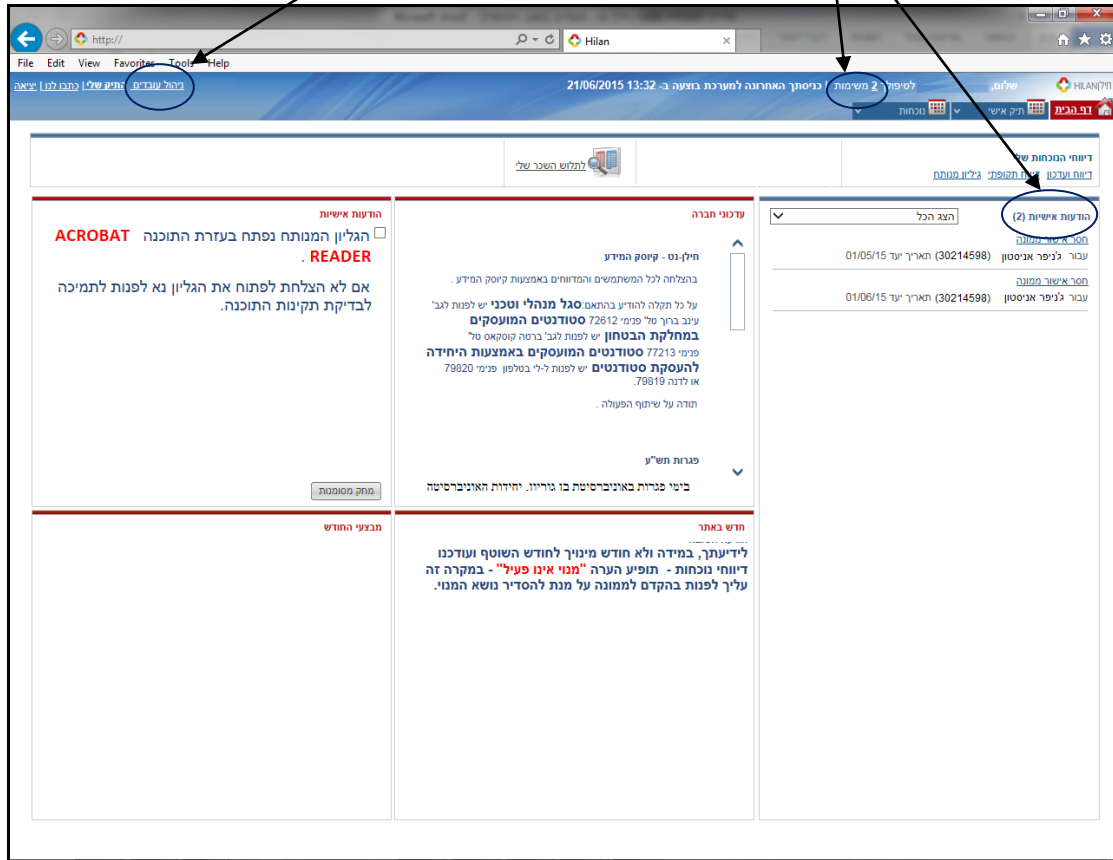 http://
Hilan
File Edit View Favorites Tools Help
HILAN חילן
שלום,
לטיפולך 2 משימות | כניסתך האחרונה למערכת בוצעה ב- 21/06/2015 13:32
ניהול עובדים התיק שלי | כתבו לנו | יציאה
דף הבית תיק אישי נוכחות
דיווחי הנוכחות שלי
דיווח ועדכון דיווח תקופתי גיליון מנותח
לתלוש השכר שלי
הודעות אישיות (2) הצג הכל
חסר אישור ממונה
עבור ג'ניפר אניסטון (30214598) תאריך יעד 01/05/15
חסר אישור ממונה
עבור ג'ניפר אניסטון (30214598) תאריך יעד 01/06/15
עדכוני חברה
חילן-נט - קיוסק המידע
בהצלחה לכל המשתמשים והמדווחים באמצעות קיוסק המידע .
על כל תקלה להודיע בהתאם:סגל מנהלי וטכני יש לפנות לגב'
עינב ברוך טל' פנימי 72612 סטודנטים המועסקים
במחלקת הבטחון יש לפנות לגב' ברטה קוסקאס טל'
פנימי 77213 סטודנטים המועסקים באמצעות היחידה
להעסקת סטודנטים יש לפנות ל-לי בטלפון פנימי 79820
או לדנה 79819.
תודה על שיתוף הפעולה .
פגרות תש"ע
בימי פגרות באוניברסיטת בן גוריון, יחידות האוניברסיטה
הודעות אישיות
הגליון המנותח נפתח בעזרת התוכנה ACROBAT
READER .
אם לא הצלחת לפתוח את הגליון נא לפנות לתמיכה
לבדיקת תקינות התוכנה.
מחק מסומנות
חדש באתר
לידיעתך, במידה ולא חודש מינויך לחודש השוטף ועודכנו
דיווחי נוכחות - תופיע הערה "מנוי אינו פעיל" - במקרה זה
עליך לפנות בהקדם לממונה על מנת להסדיר נושא המנוי.
מבצעי החודש